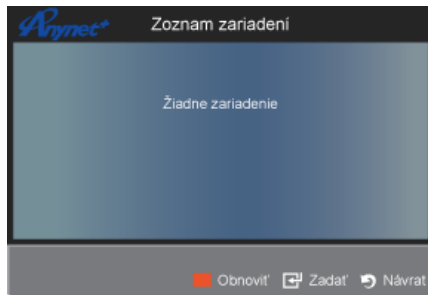 Anynet+ Zoznam zariadení
Žiadne zariadenie
Obnoviť Zadať Návrat